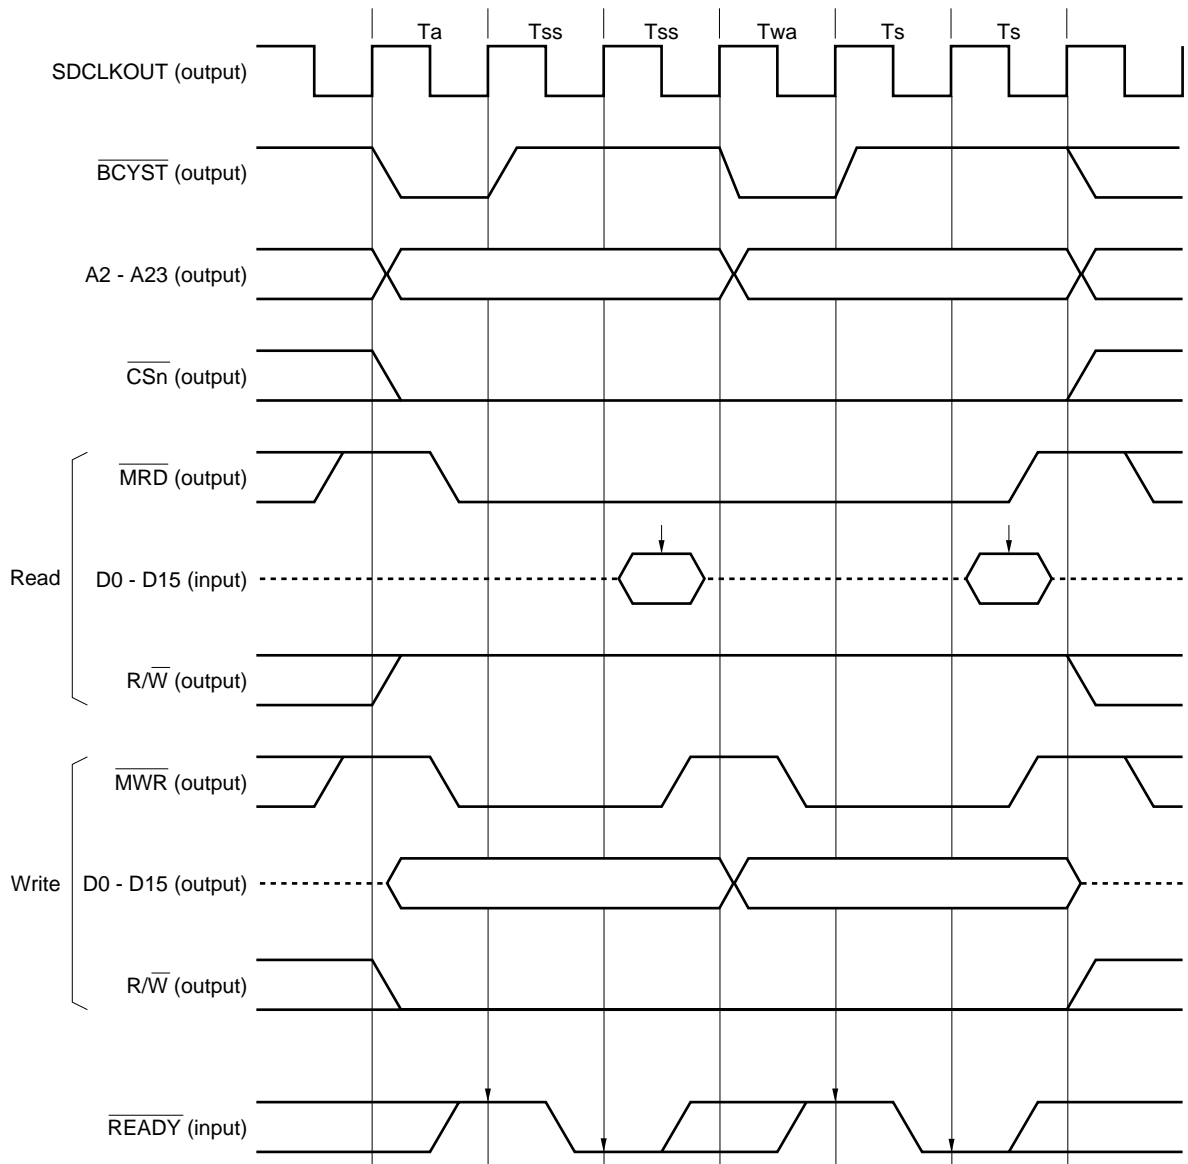 Ta Tss Tss Twa Ts Ts
SDCLKOUT (output)
BCYST (output)
A2 - A23 (output)
CSn (output)
MRD (output)
Read D0 - D15 (input)
R/W (output)
MWR (output)
Write D0 - D15 (output)
R/W (output)
READY (input)